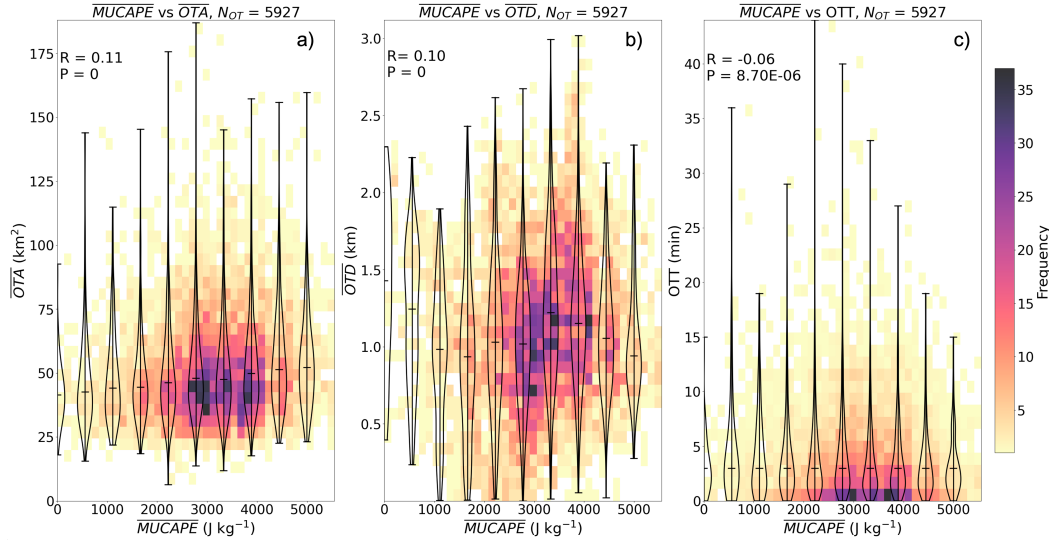 MUCAPE vs OTA, N_OT = 5927
a)
R = 0.11
P = 0
175
150
125
100
75
50
25
0
OTA (km²)
0 1000 2000 3000 4000 5000
MUCAPE (J kg⁻¹)
MUCAPE vs OTD, N_OT = 5927
b)
R= 0.10
P = 0
3.0
2.5
2.0
1.5
1.0
0.5
OTD (km)
0 1000 2000 3000 4000 5000
MUCAPE (J kg⁻¹)
MUCAPE vs OTT, N_OT = 5927
c)
R = -0.06
P = 8.70E-06
40
35
30
25
20
15
10
5
0
OTT (min)
0 1000 2000 3000 4000 5000
MUCAPE (J kg⁻¹)
35
30
25
20
15
10
5
Frequency